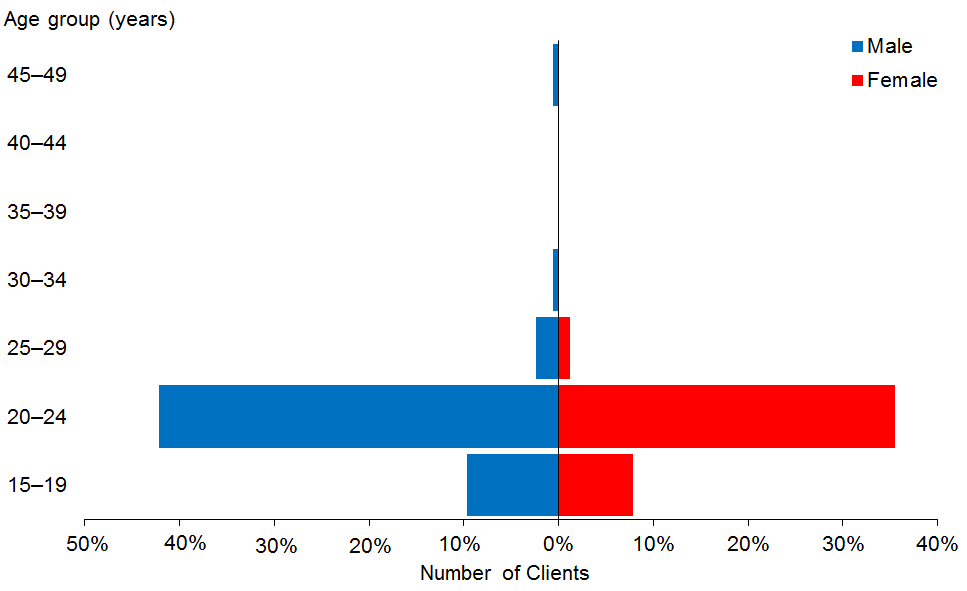 Age group (years)
Male
Female
45–49
40–44
35–39
30–34
25–29
20–24
15–19
50% 40% 30% 20% 10% 0% 10% 20% 30% 40%
Number of Clients